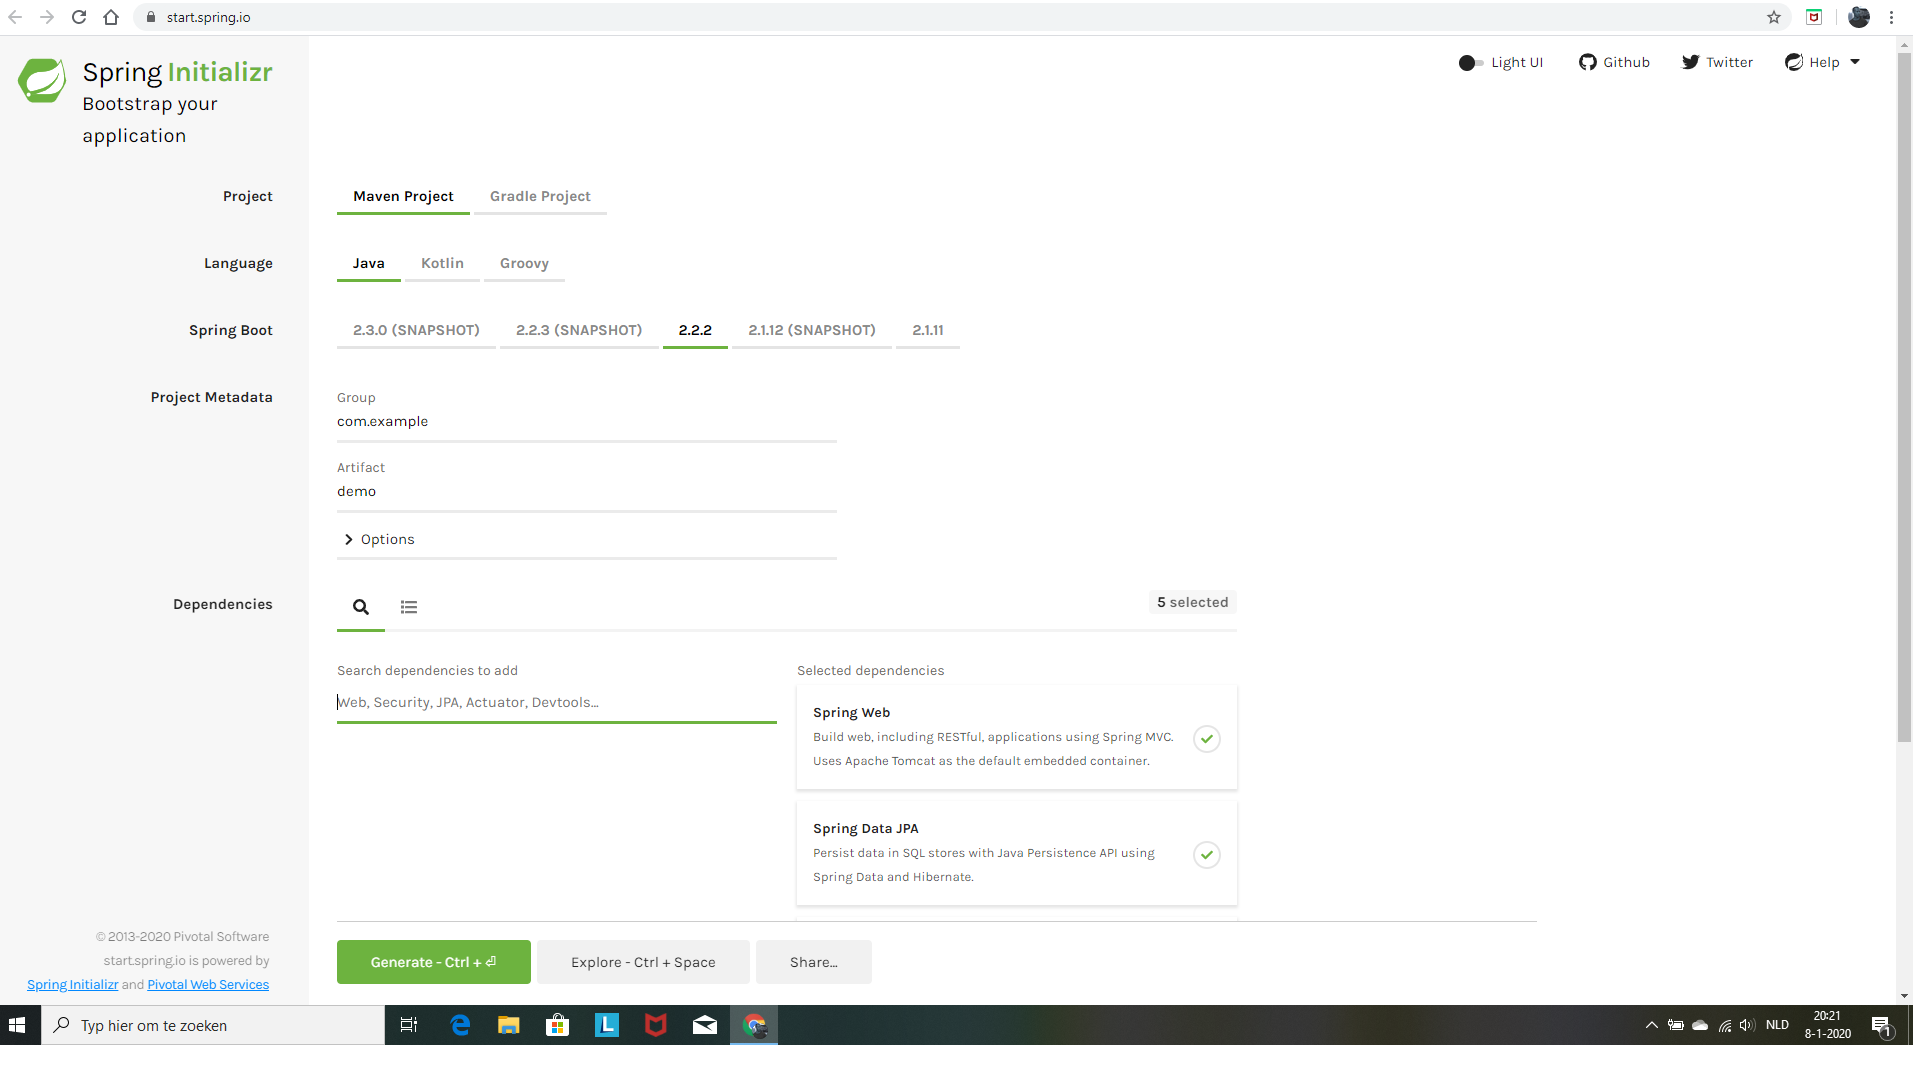 start.spring.io
Spring Initializr
Bootstrap your
application
Light UI
Github
Twitter
Help
Project
Maven Project
Gradle Project
Language
Java
Kotlin
Groovy
Spring Boot
2.3.0 (SNAPSHOT)
2.2.3 (SNAPSHOT)
2.2.2
2.1.12 (SNAPSHOT)
2.1.11
Project Metadata
Group
com.example
Artifact
demo
Options
Dependencies
5 selected
Search dependencies to add
Web, Security, JPA, Actuator, Devtools...
Selected dependencies
Spring Web
Build web, including RESTful, applications using Spring MVC.
Uses Apache Tomcat as the default embedded container.
Spring Data JPA
Persist data in SQL stores with Java Persistence API using
Spring Data and Hibernate.
© 2013-2020 Pivotal Software
start.spring.io is powered by
Spring Initializr and Pivotal Web Services
Generate - Ctrl + ⏎
Explore - Ctrl + Space
Share...
Typ hier om te zoeken
L
NLD
20:21
8-1-2020
1